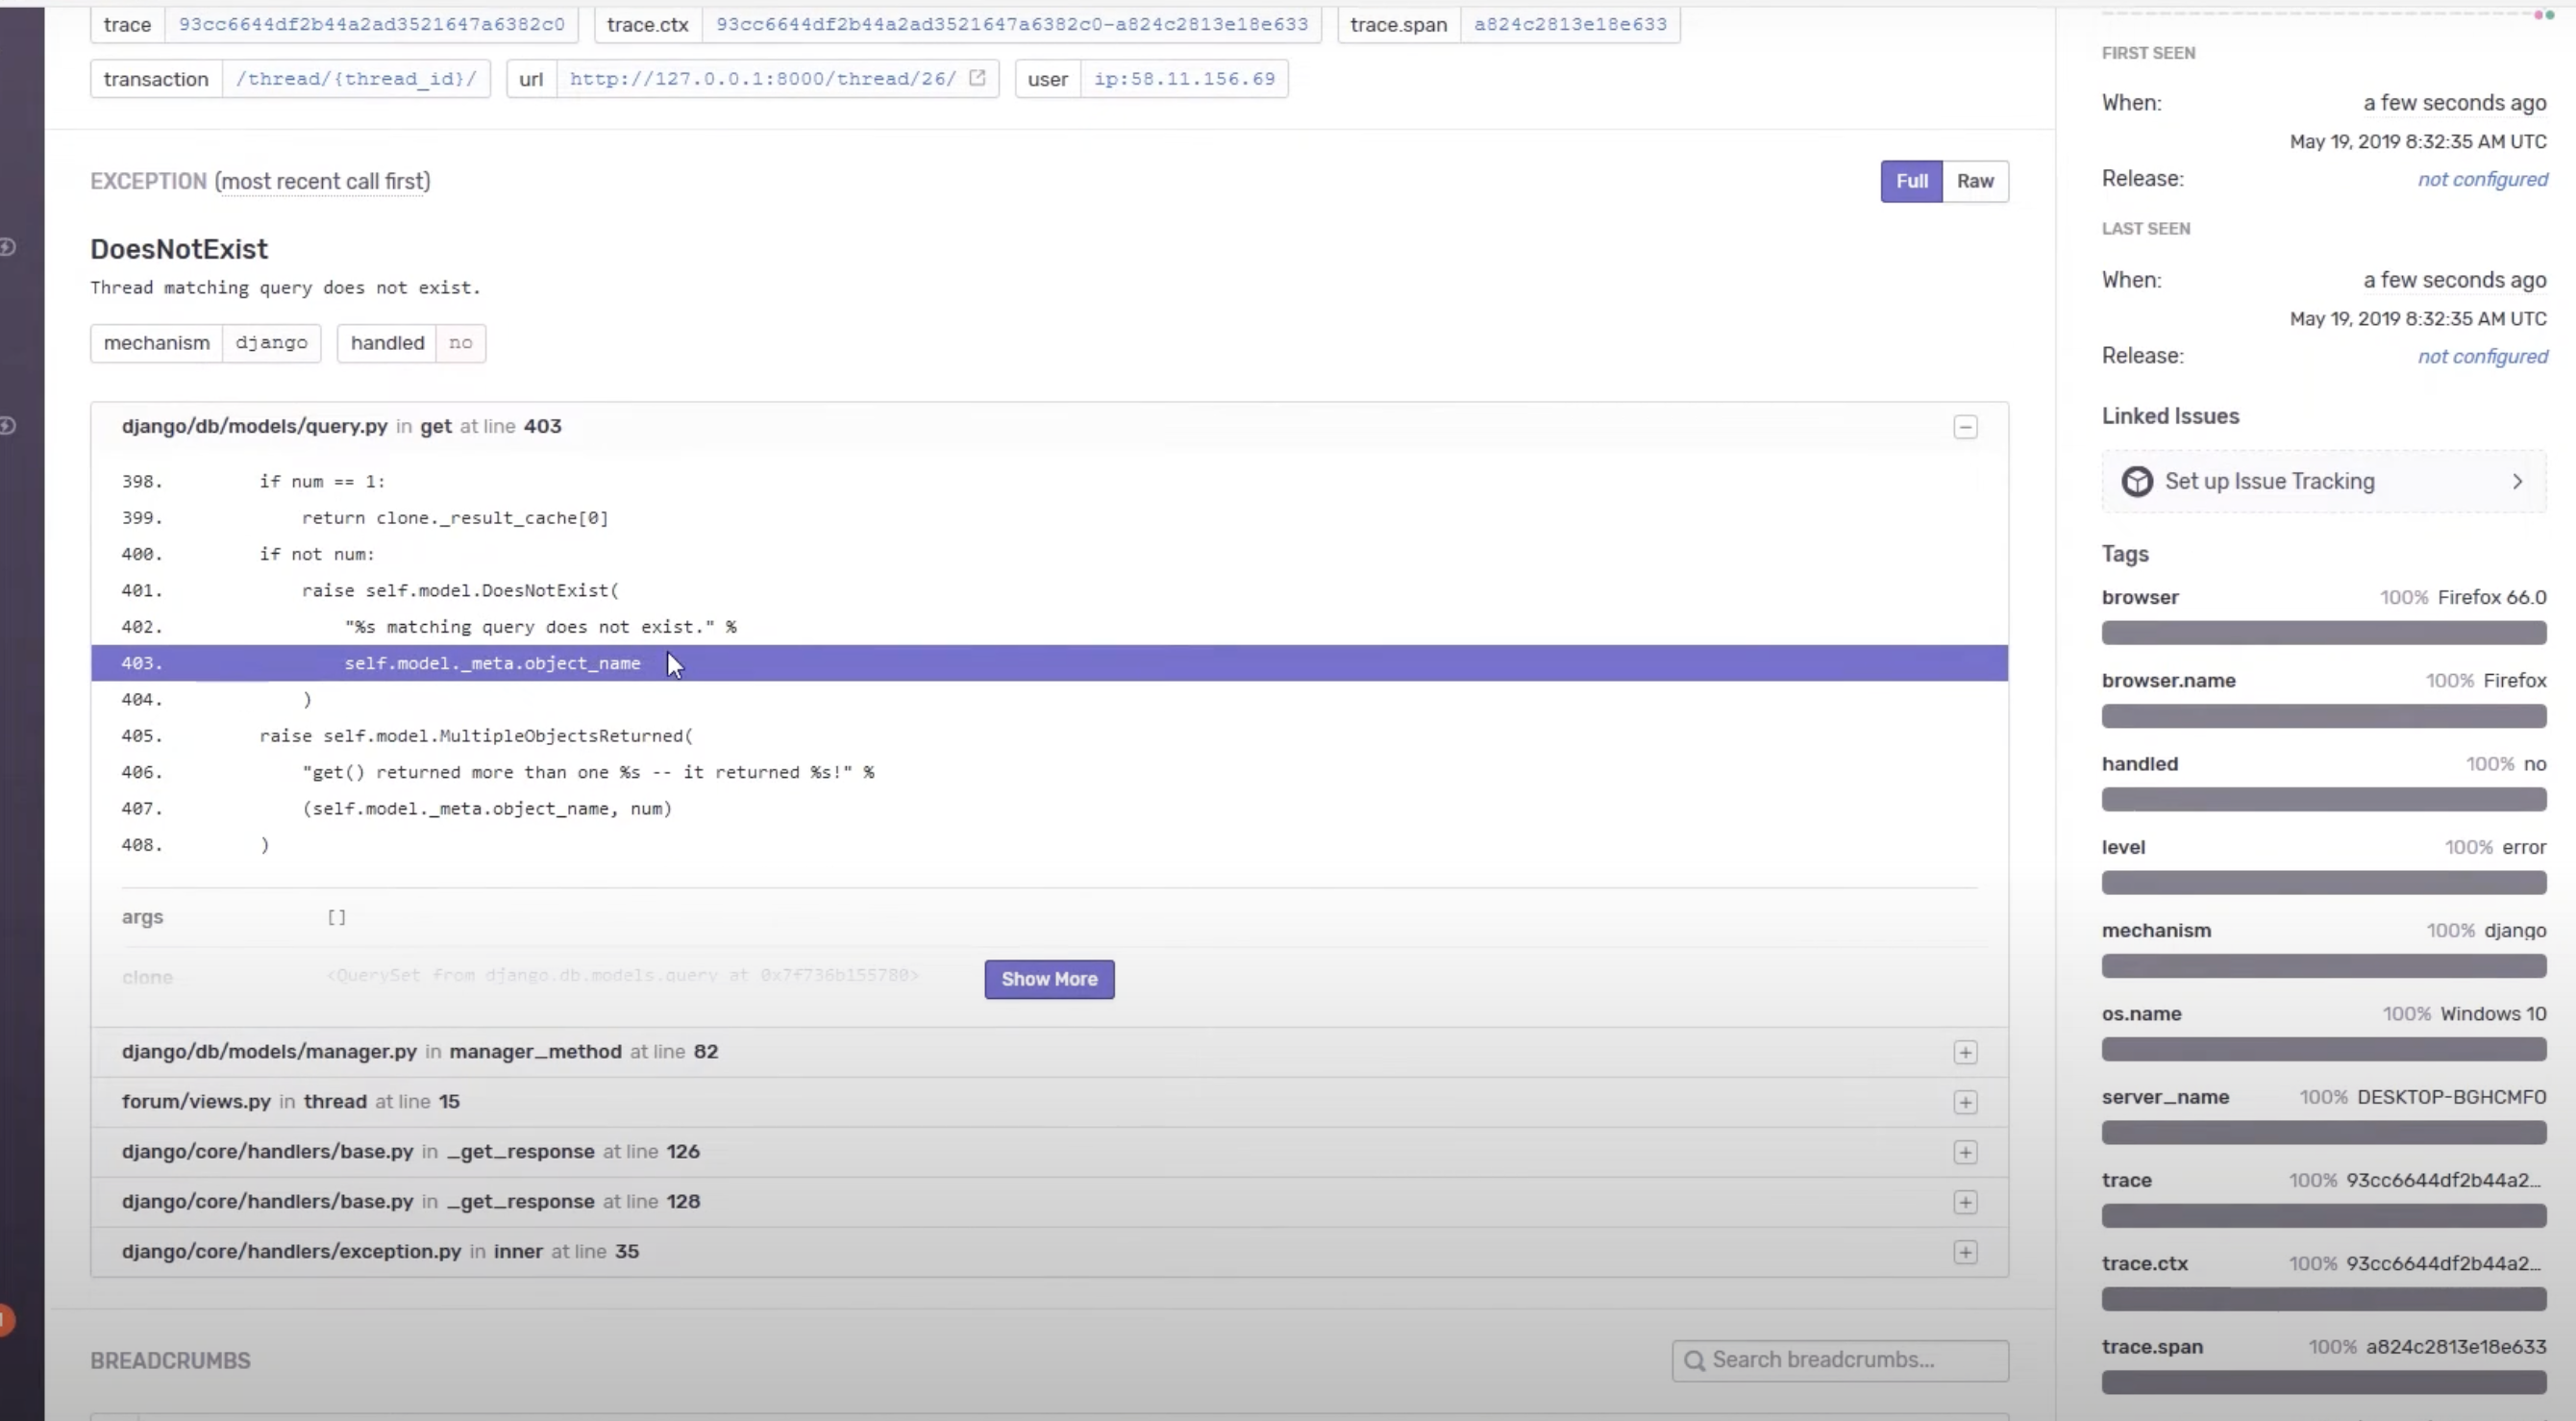 trace 93cc6644df2b44a2ad3521647a6382c0 trace.ctx 93cc6644df2b44a2ad3521647a6382c0-a824c2813e18e633 trace.span a824c2813e18e633
transaction /thread/{thread_id}/ url http://127.0.0.1:8000/thread/26/ user ip:58.11.156.69
EXCEPTION (most recent call first)
Full Raw
DoesNotExist
Thread matching query does not exist.
mechanism django handled no
django/db/models/query.py in get at line 403
398. if num == 1:
399. return clone._result_cache[0]
400. if not num:
401. raise self.model.DoesNotExist(
402. "%s matching query does not exist." %
403. self.model._meta.object_name
404. )
405. raise self.model.MultipleObjectsReturned(
406. "get() returned more than one %s -- it returned %s!" %
407. (self.model._meta.object_name, num)
408. )
args []
clone <QuerySet from django.db.models.query at 0x7f736b155780>
Show More
django/db/models/manager.py in manager_method at line 82
forum/views.py in thread at line 15
django/core/handlers/base.py in _get_response at line 126
django/core/handlers/base.py in _get_response at line 128
django/core/handlers/exception.py in inner at line 35
BREADCRUMBS
Search breadcrumbs...
FIRST SEEN
When: a few seconds ago
May 19, 2019 8:32:35 AM UTC
Release: not configured
LAST SEEN
When: a few seconds ago
May 19, 2019 8:32:35 AM UTC
Release: not configured
Linked Issues
Set up Issue Tracking
Tags
browser 100% Firefox 66.0
browser.name 100% Firefox
handled 100% no
level 100% error
mechanism 100% django
os.name 100% Windows 10
server_name 100% DESKTOP-BGHCMFO
trace 100% 93cc6644df2b44a2...
trace.ctx 100% 93cc6644df2b44a2...
trace.span 100% a824c2813e18e633